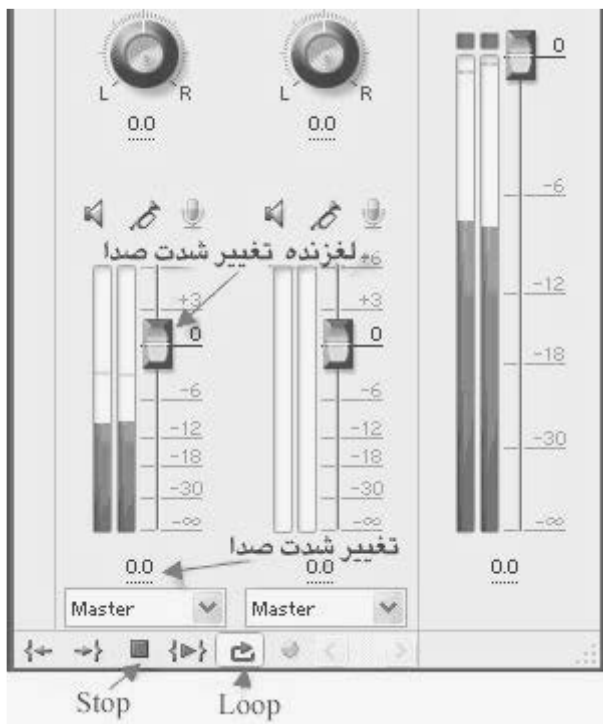 L R L R
0.0 0.0
0
لغزنده تغییر شدت صدا
+6
+3 +3
0 0
-6 -6 -6
-12 -12 -12
-18 -18 -18
-30 -30 -30
-∞ -∞ -∞
تغییر شدت صدا
0.0 0.0 0.0
Master Master
Stop Loop